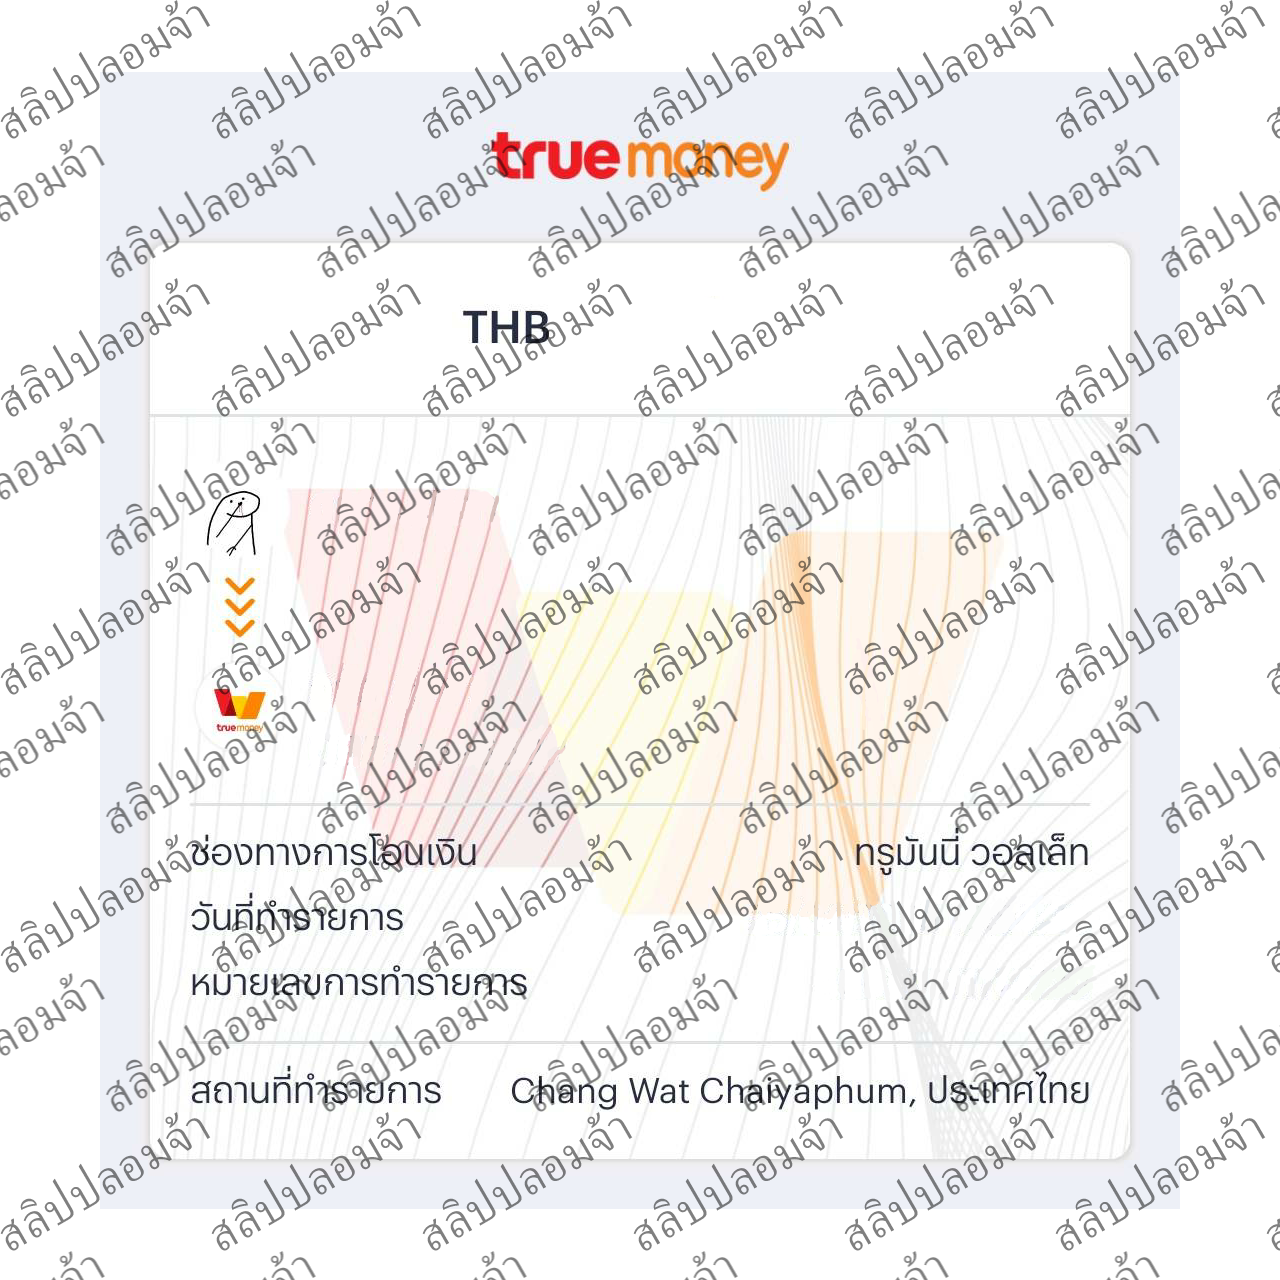 truemoney
THB
truemoney
ช่องทางการโอนเงิน ทรูมันนี่ วอลเล็ท
วันที่ทำรายการ
หมายเลขการทำรายการ
สถานที่ทำรายการ Chang Wat Chaiyaphum, ประเทศไทย
สลิปปลอมจ้า